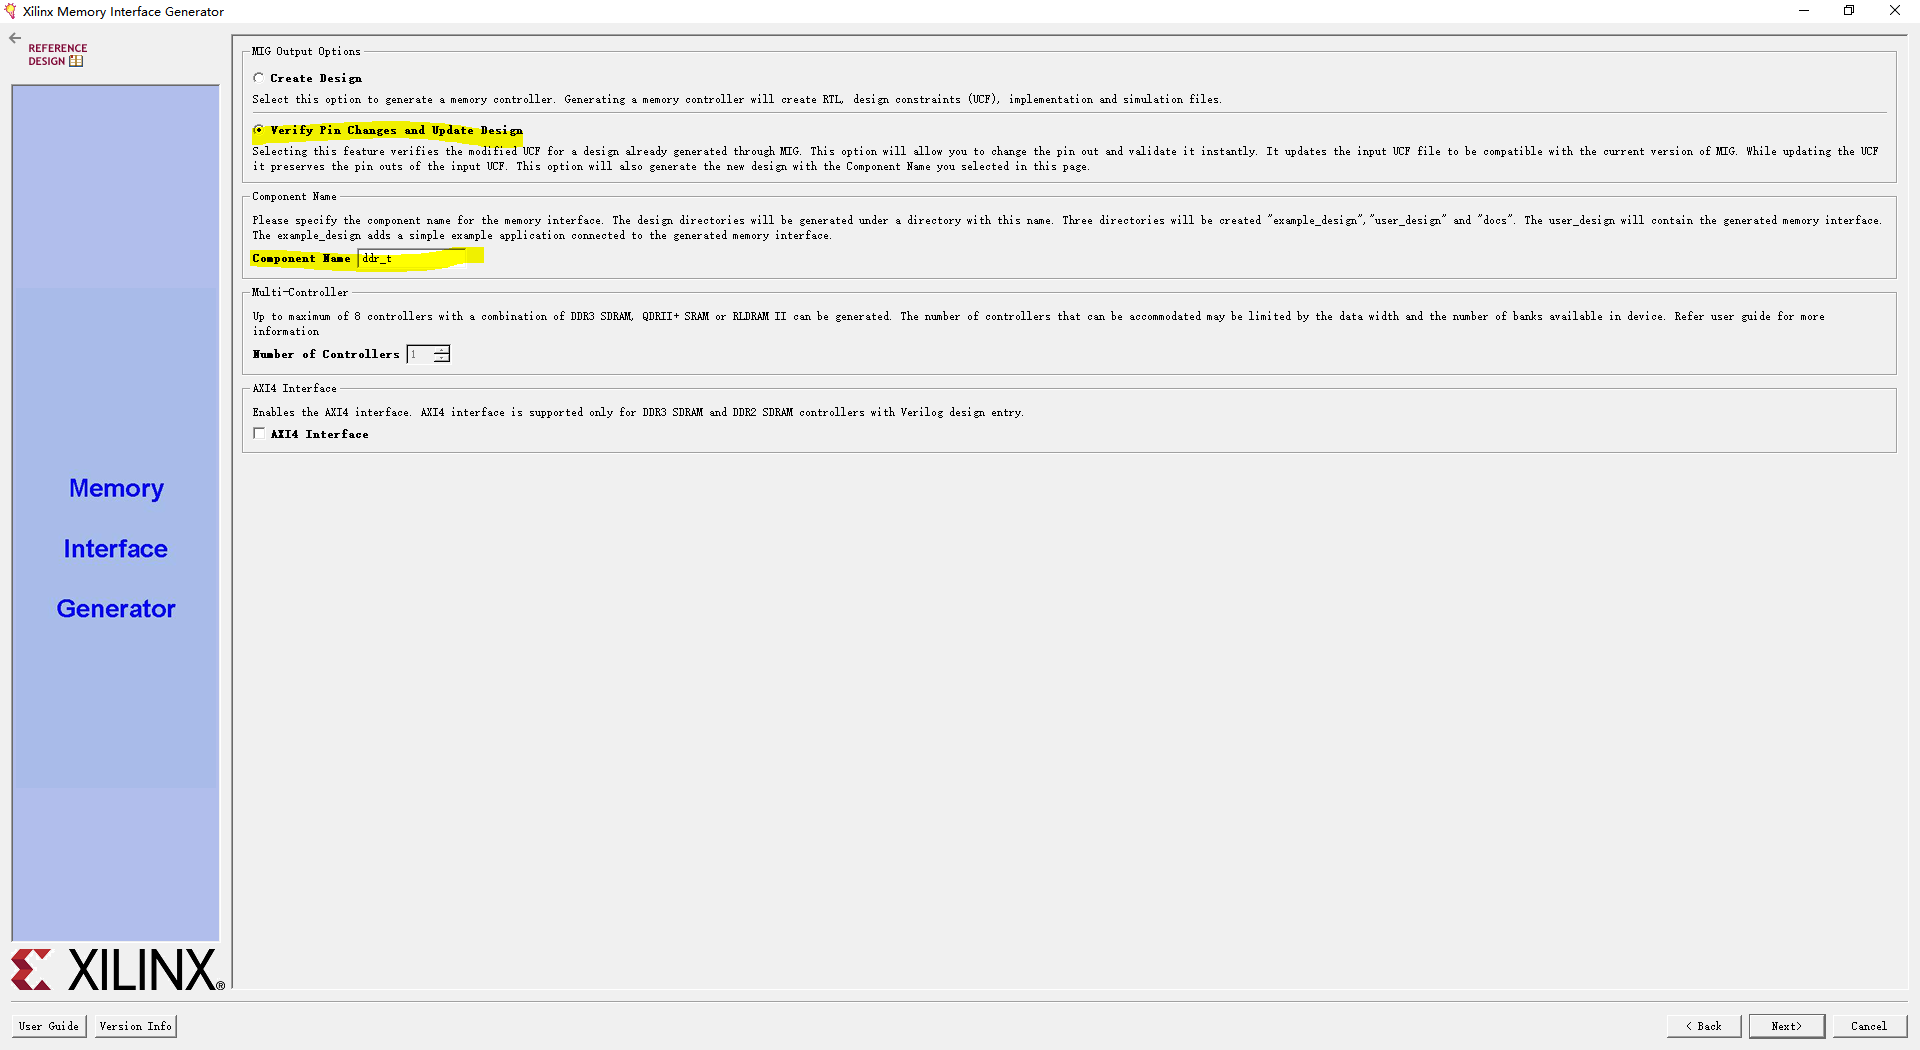 Xilinx Memory Interface Generator
REFERENCE
DESIGN
MIG Output Options
Create Design
Select this option to generate a memory controller. Generating a memory controller will create RTL, design constraints (UCF), implementation and simulation files.
Verify Pin Changes and Update Design
Selecting this feature verifies the modified UCF for a design already generated through MIG. This option will allow you to change the pin out and validate it instantly. It updates the input UCF file to be compatible with the current version of MIG. While updating the UCF
it preserves the pin outs of the input UCF. This option will also generate the new design with the Component Name you selected in this page.
Component Name
Please specify the component name for the memory interface. The design directories will be generated under a directory with this name. Three directories will be created "example_design","user_design" and "docs". The user_design will contain the generated memory interface.
The example_design adds a simple example application connected to the generated memory interface.
Component Name ddr_t
Multi-Controller
Up to maximum of 8 controllers with a combination of DDR3 SDRAM, QDRII+ SRAM or RLDRAM II can be generated. The number of controllers that can be accommodated may be limited by the data width and the number of banks available in device. Refer user guide for more
information
Number of Controllers 1
AXI4 Interface
Enables the AXI4 interface. AXI4 interface is supported only for DDR3 SDRAM and DDR2 SDRAM controllers with Verilog design entry.
AXI4 Interface
Memory
Interface
Generator
XILINX®
User Guide
Version Info
< Back
Next>
Cancel